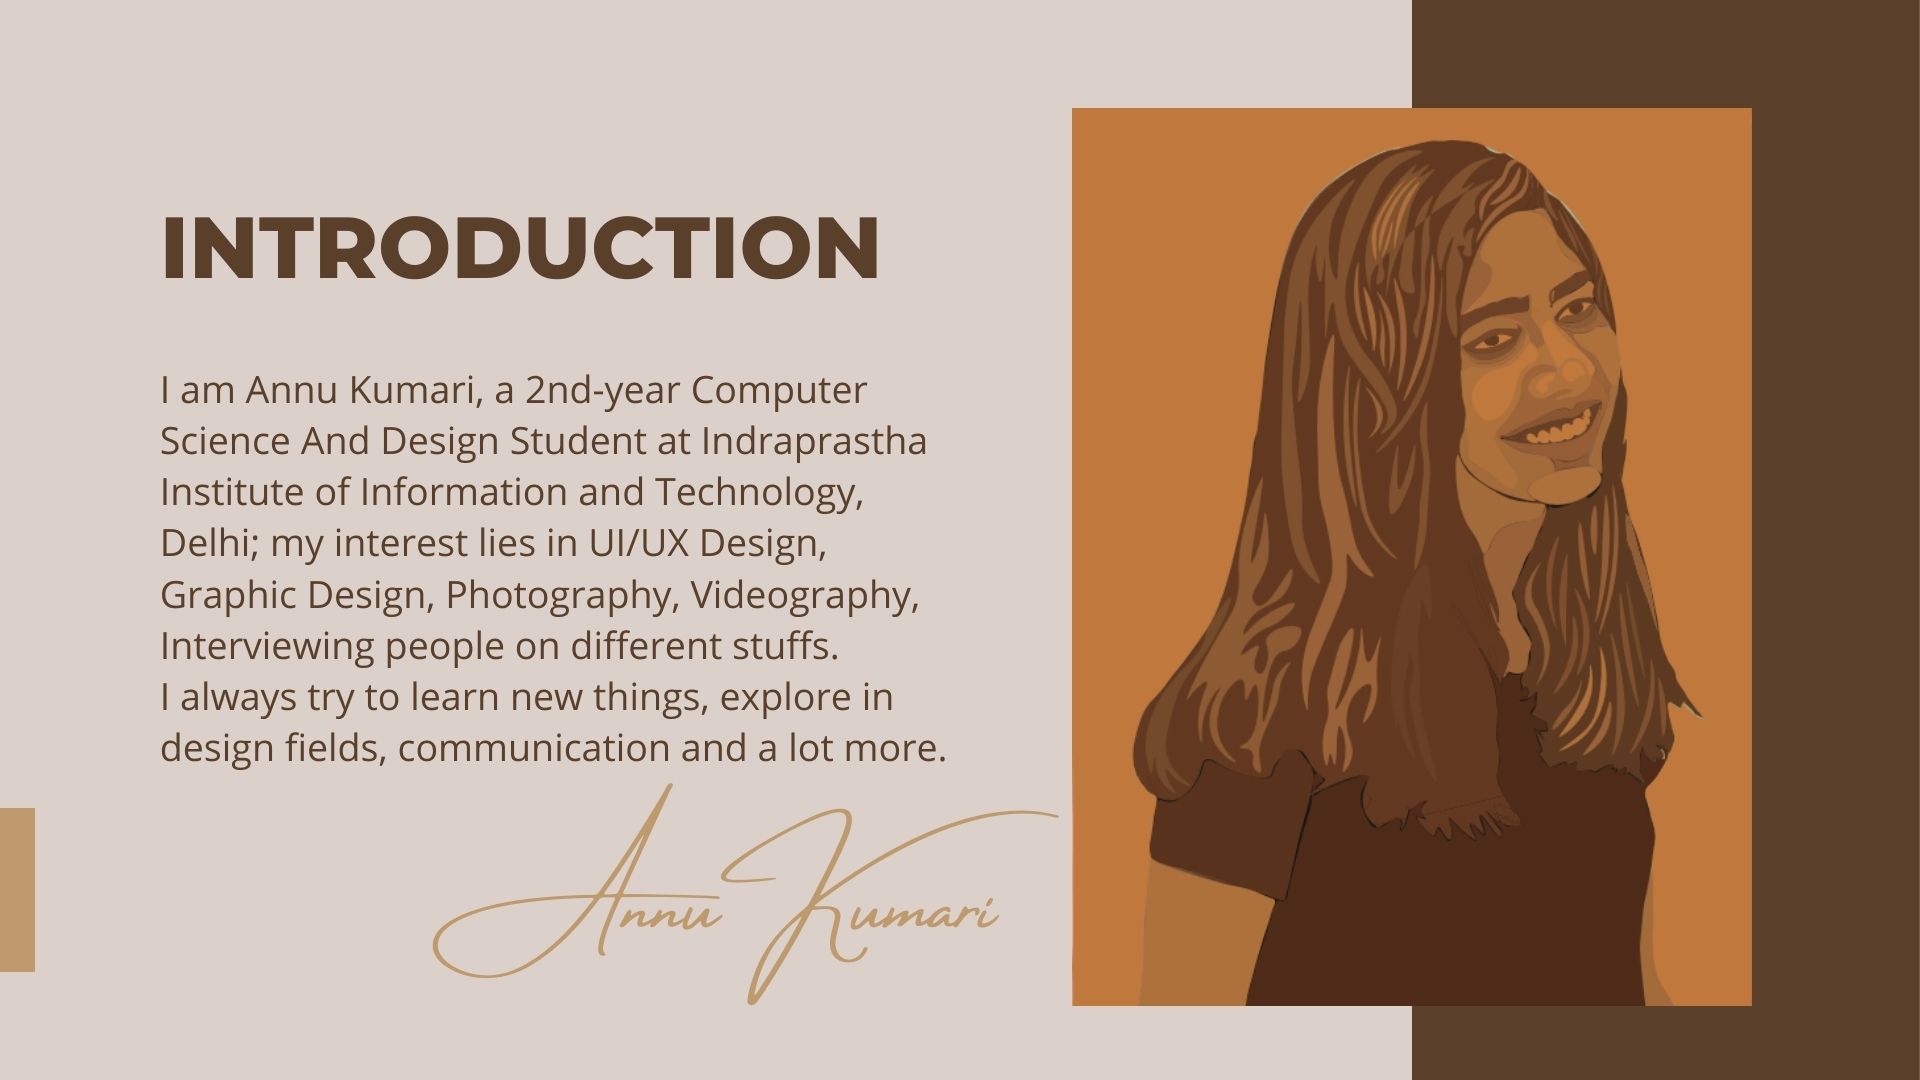 INTRODUCTION
I am Annu Kumari, a 2nd-year Computer
Science And Design Student at Indraprastha
Institute of Information and Technology,
Delhi; my interest lies in UI/UX Design,
Graphic Design, Photography, Videography,
Interviewing people on different stuffs.
I always try to learn new things, explore in
design fields, communication and a lot more.
Annu Kumari